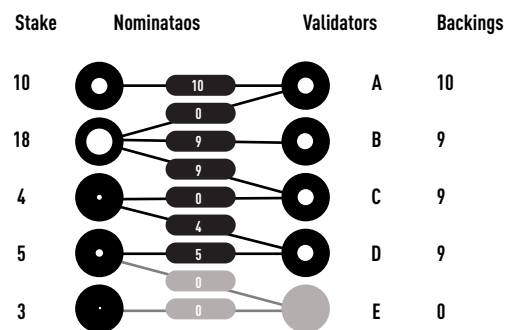 Stake Nominataos Validators Backings
10 10 A 10
0
18 9 B 9
9
4 0 C 9
4
5 5 D 9
0
3 0 E 0